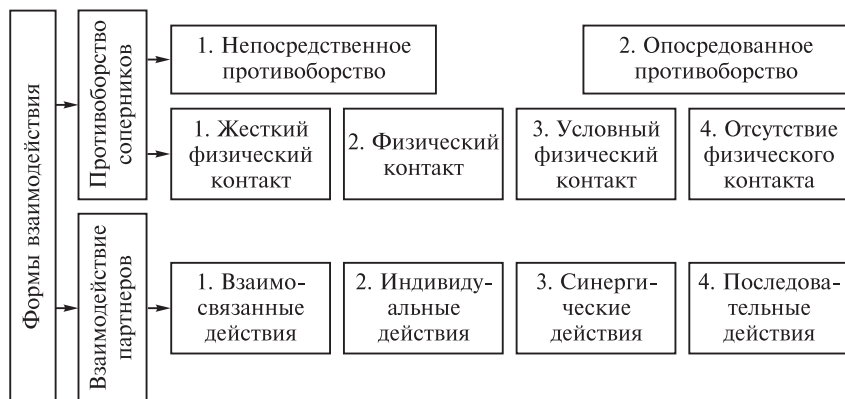 Формы взаимодействия
Противоборство
соперников
1. Непосредственное
противоборство
2. Опосредованное
противоборство
1. Жесткий
физический
контакт
2. Физический
контакт
3. Условный
физический
контакт
4. Отсутствие
физического
контакта
Взаимодействие
партнеров
1. Взаимо-
связанные
действия
2. Индивиду-
альные
действия
3. Синерги-
ческие
действия
4. Последова-
тельные
действия